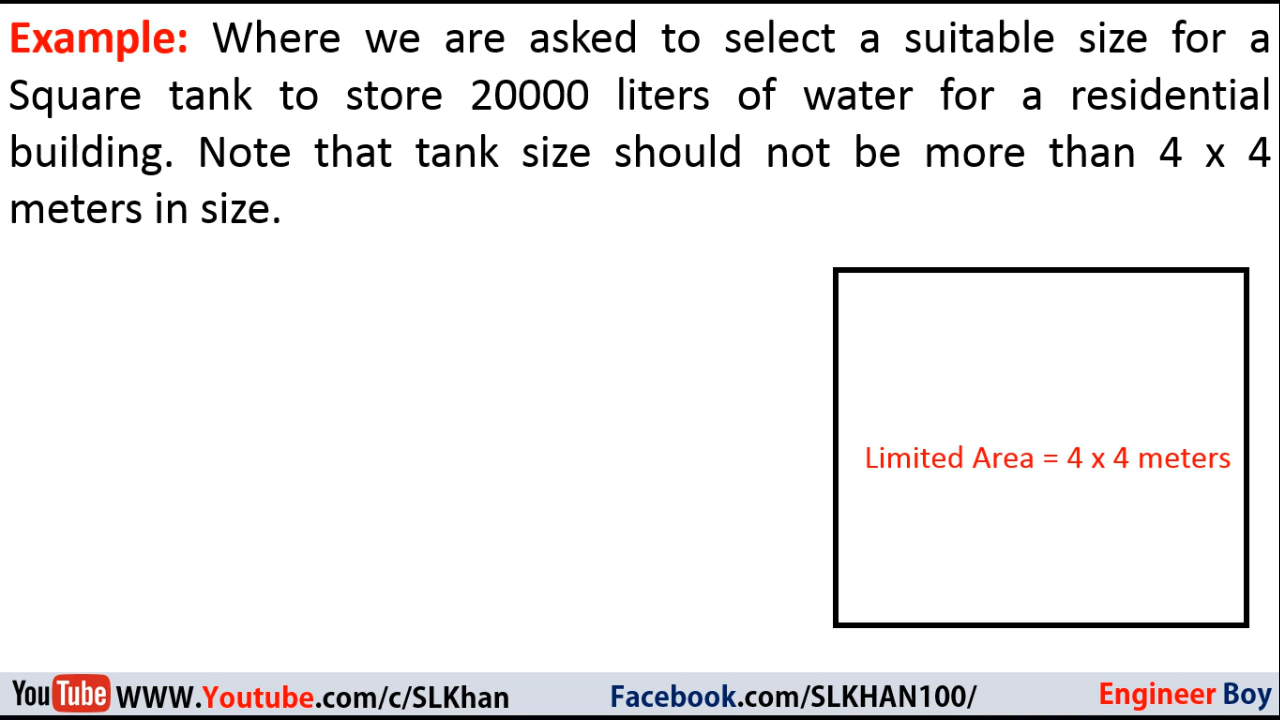 Example: Where we are asked to select a suitable size for a
Square tank to store 20000 liters of water for a residential
building. Note that tank size should not be more than 4 x 4
meters in size.
Limited Area = 4 x 4 meters
YouTube WWW.Youtube.com/c/SLKhan Facebook.com/SLKHAN100/ Engineer Boy